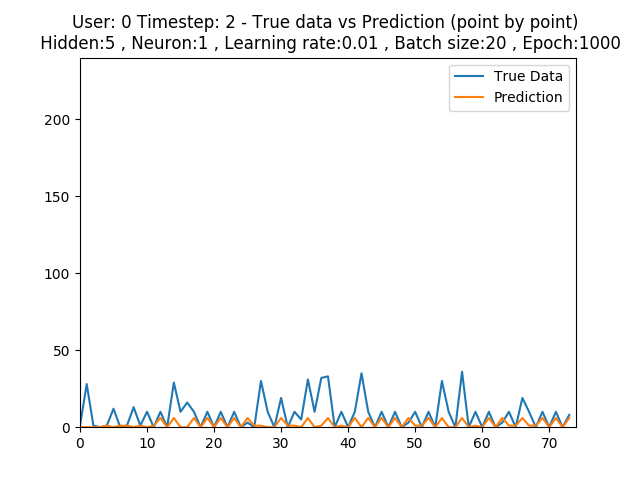 User: 0 Timestep: 2 - True data vs Prediction (point by point)
Hidden:5 , Neuron:1 , Learning rate:0.01 , Batch size:20 , Epoch:1000
True Data
Prediction
200
150
100
50
0
0 10 20 30 40 50 60 70